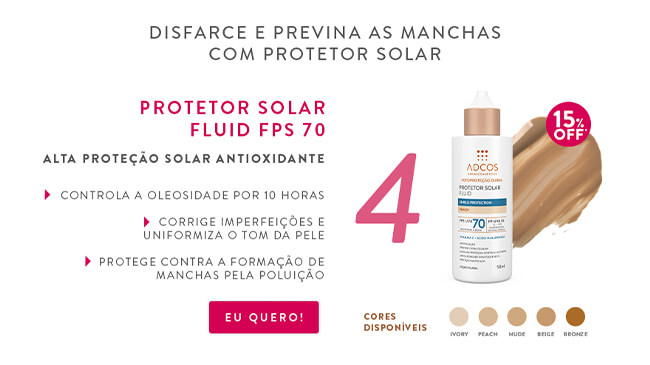 DISFARCE E PREVINA AS MANCHAS
COM PROTETOR SOLAR
PROTETOR SOLAR
FLUID FPS 70
ALTA PROTEÇÃO SOLAR ANTIOXIDANTE
CONTROLA A OLEOSIDADE POR 10 HORAS
CORRIGE IMPERFEIÇÕES E
UNIFORMIZA O TOM DA PELE
PROTEGE CONTRA A FORMAÇÃO DE
MANCHAS PELA POLUIÇÃO
EU QUERO!
4
15%
OFF*
ADCOS
PROTETOR SOLAR
FLUID
70
50ml
CORES
DISPONÍVEIS
IVORY PEACH NUDE BEIGE BRONZE